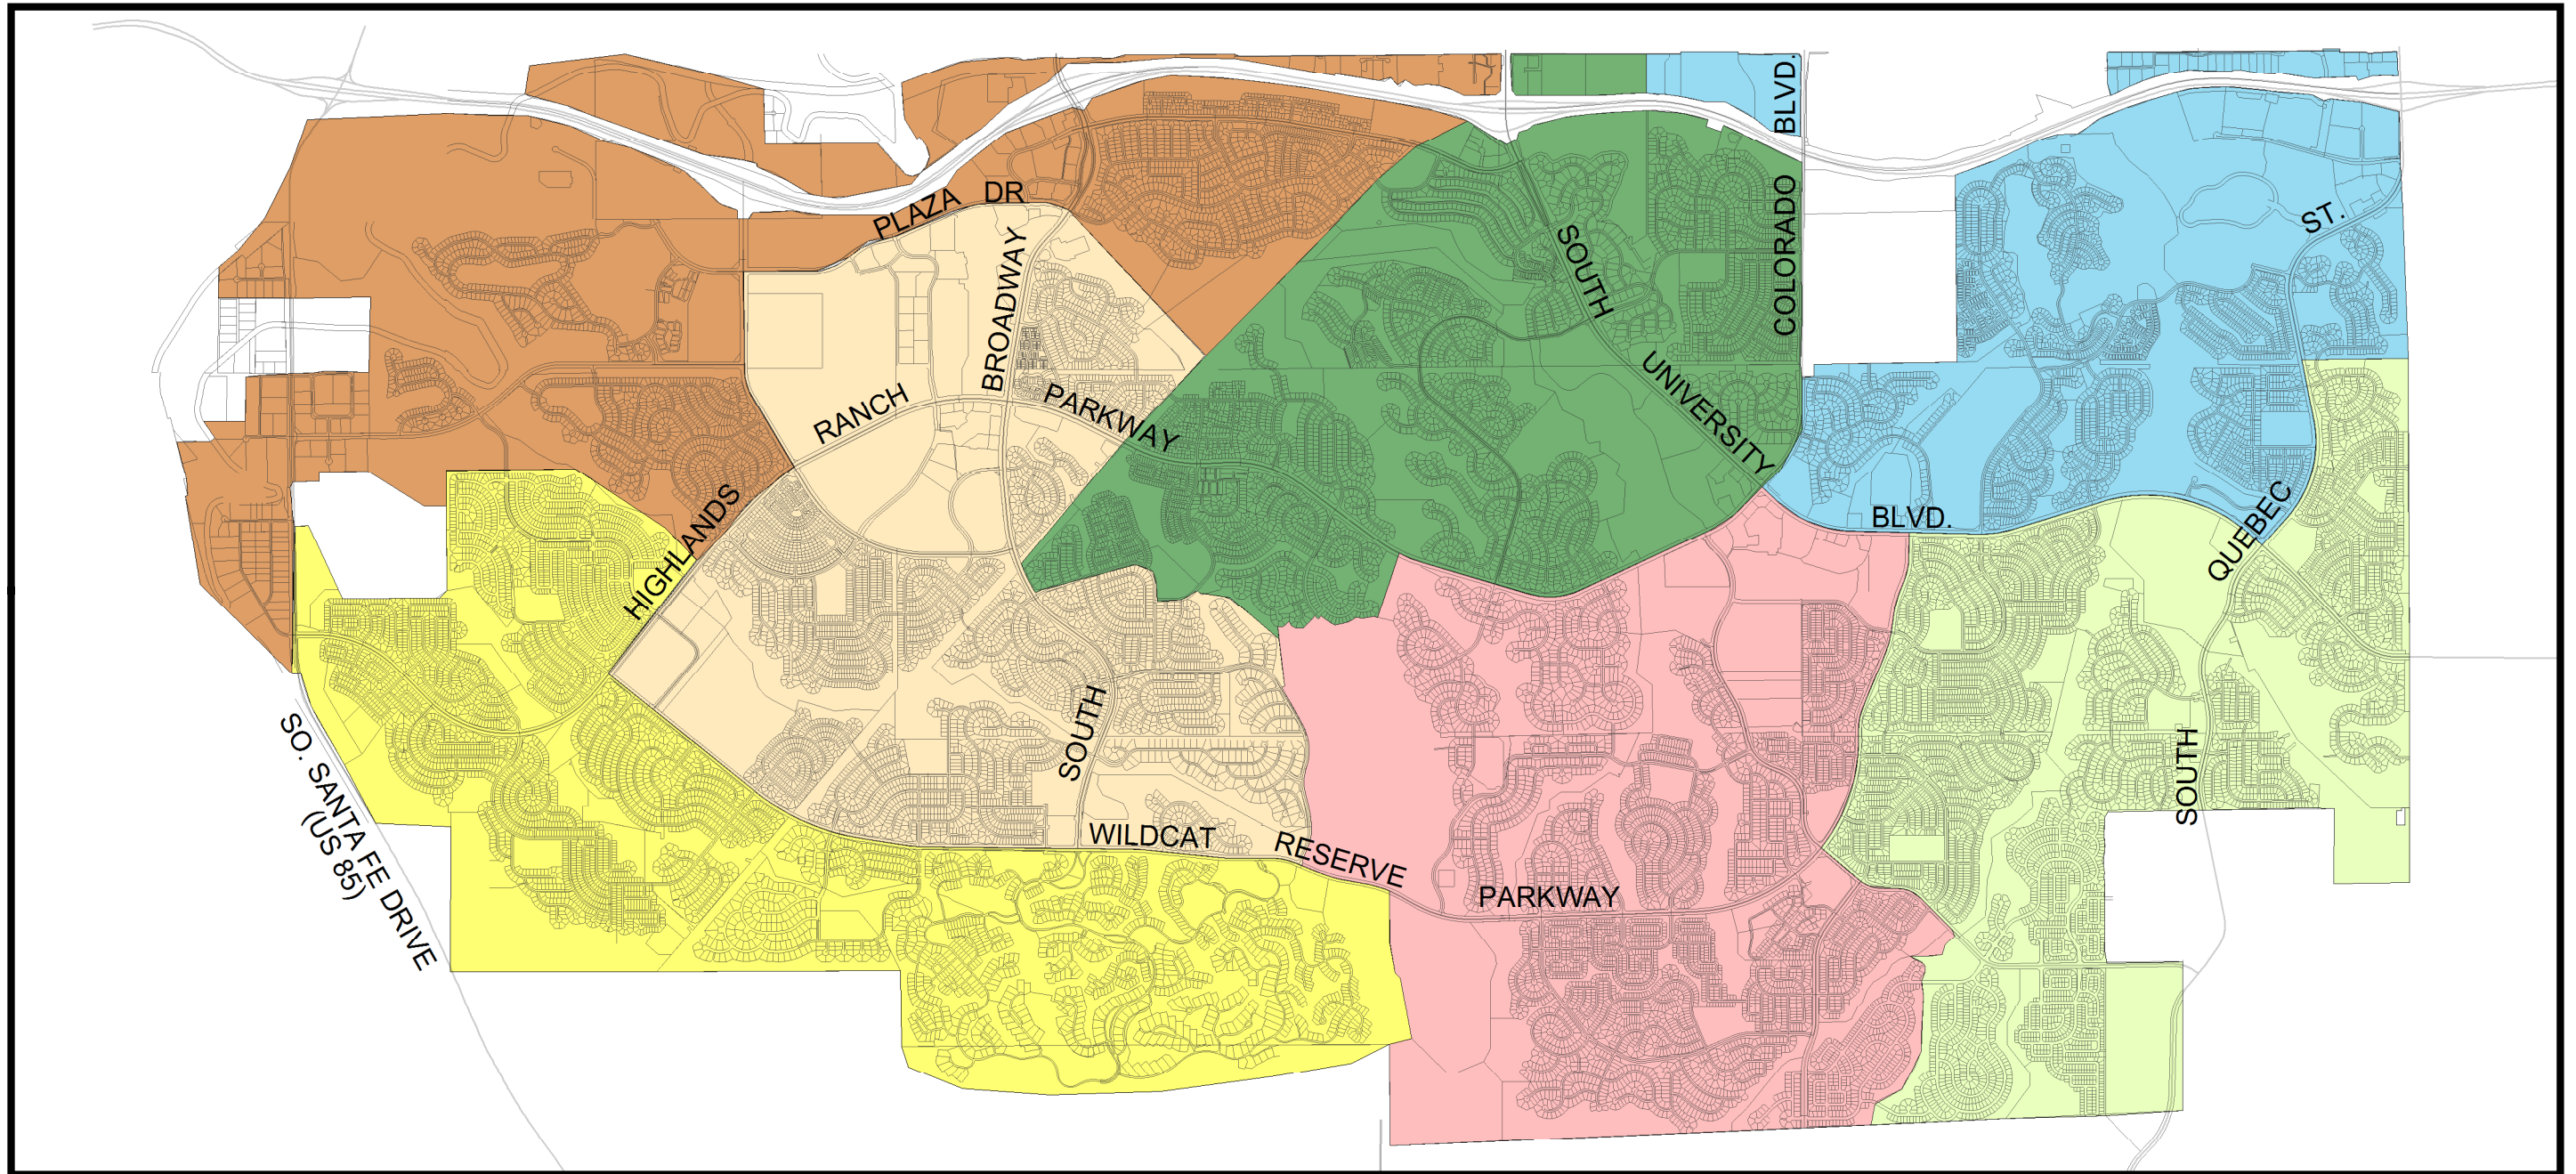 BLVD.
PLAZA DR
COLORADO
ST.
BROADWAY
SOUTH
UNIVERSITY
RANCH
PARKWAY
HIGHLANDS
BLVD.
QUEBEC
SOUTH
SOUTH
SO. SANTA FE DRIVE
(US 85)
WILDCAT
RESERVE
PARKWAY